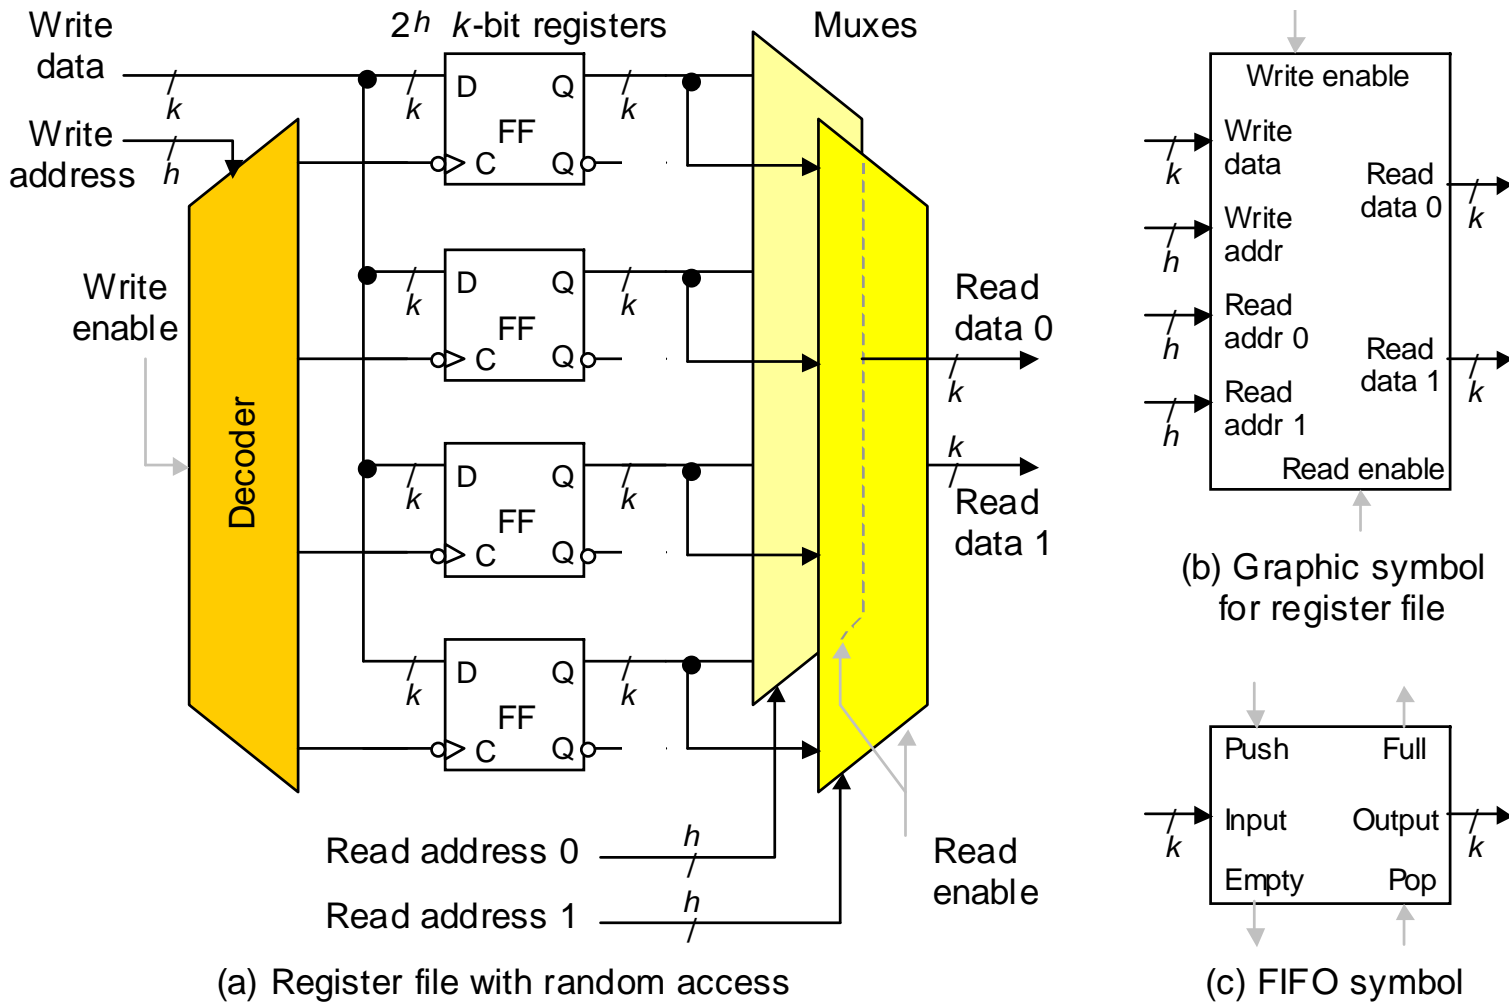 Write
data
k
Write
address
h
Write
enable
Decoder
2h k-bit registers
k
D
Q
FF
C
Q
k
k
D
Q
FF
C
Q
k
k
D
Q
FF
C
Q
k
k
D
Q
FF
C
Q
k
Muxes
Read
data 0
k
k
Read
data 1
Read address 0
h
Read address 1
h
Read
enable
(a) Register file with random access
Write enable
Write
data
k
Write
addr
h
Read
addr 0
h
Read
addr 1
h
Read
data 0
k
Read
data 1
k
Read enable
(b) Graphic symbol
for register file
Push
Full
Input
k
Output
k
Empty
Pop
(c) FIFO symbol